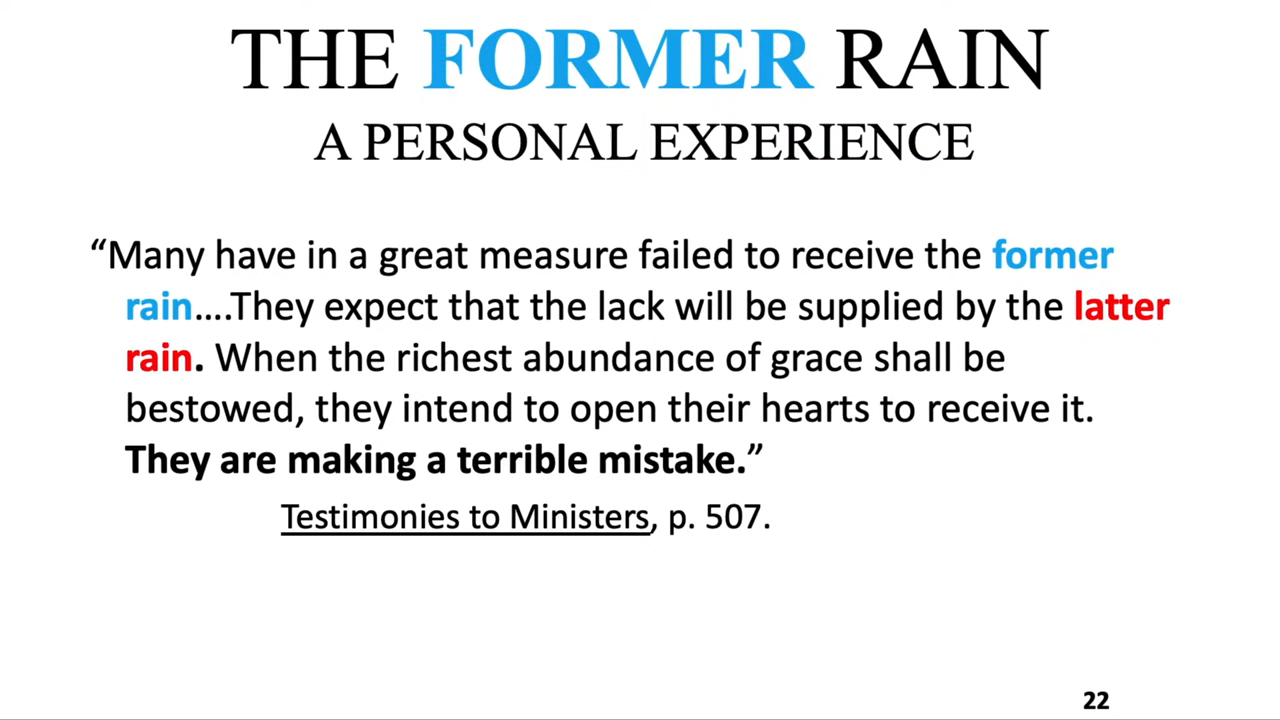 THE FORMER RAIN
A PERSONAL EXPERIENCE
“Many have in a great measure failed to receive the former
rain….They expect that the lack will be supplied by the latter
rain. When the richest abundance of grace shall be
bestowed, they intend to open their hearts to receive it.
They are making a terrible mistake.”
Testimonies to Ministers, p. 507.
22